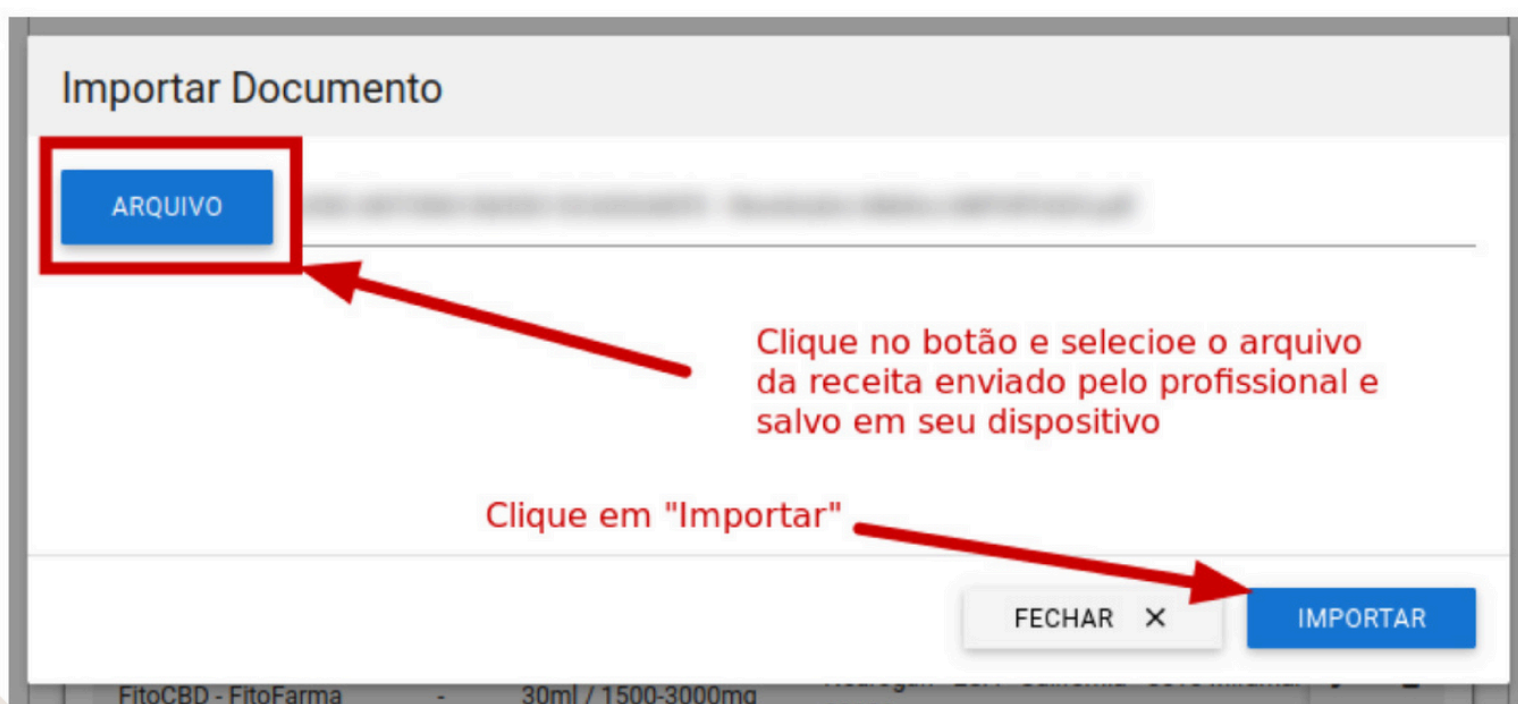 Importar Documento
ARQUIVO
Clique no botão e selecioe o arquivo
da receita enviado pelo profissional e
salvo em seu dispositivo
Clique em "Importar"
FECHAR X
IMPORTAR
FitoCBD - FitoFarma - 30ml / 1500-3000mg